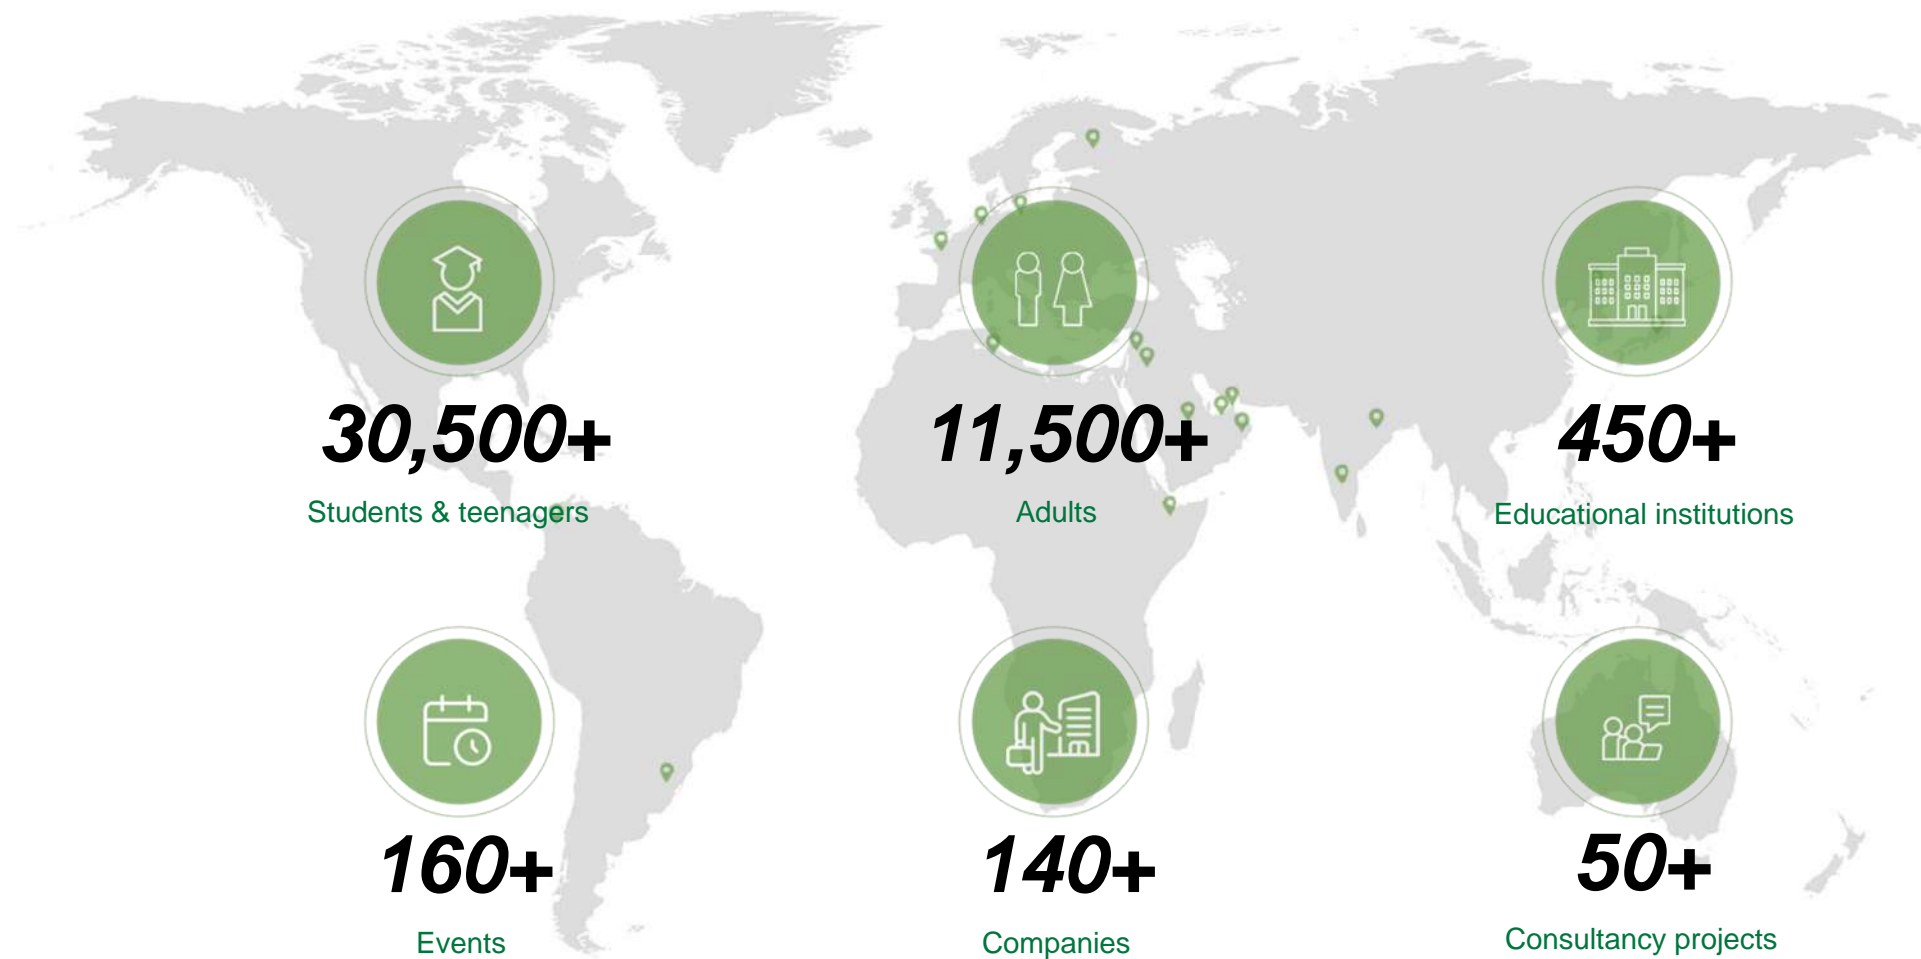 30,500+
11,500+
450+
Students & teenagers
Adults
Educational institutions
160+
140+
50+
Events
Companies
Consultancy projects